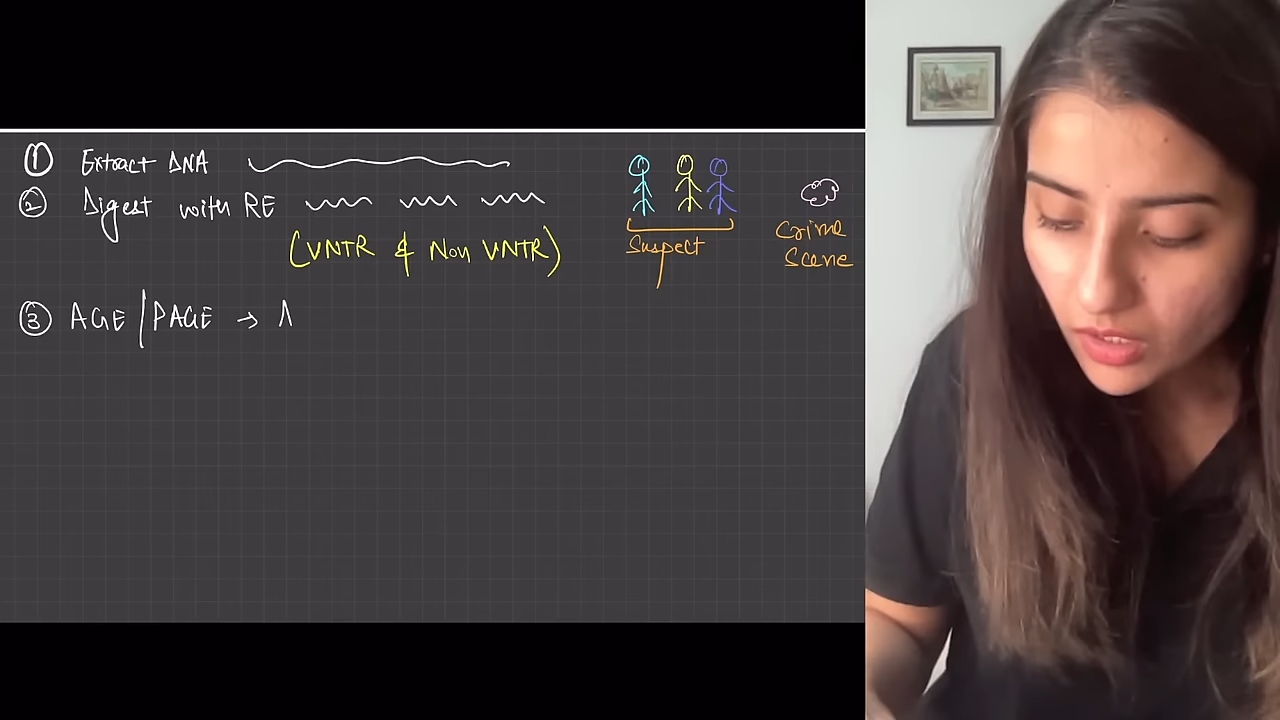 ① Extract DNA
② Digest with RE
(VNTR & Non VNTR)
Suspect
Crime
Scene
③ AGE | PAGE →